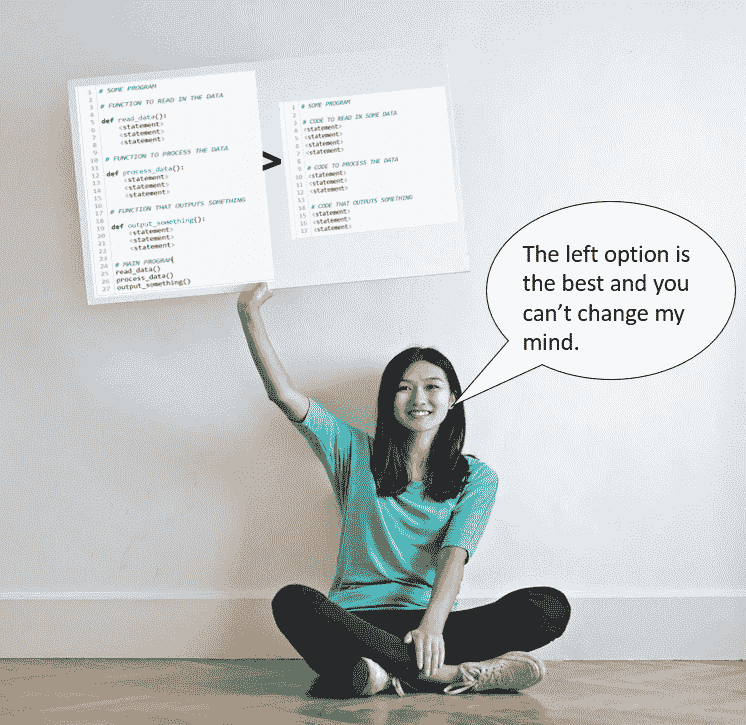 1 # SOME PROGRAM
2
3 # FUNCTION TO READ IN THE DATA
4
5 def read_data():
6 <statement>
7 <statement>
8 <statement>
9
10 # FUNCTION TO PROCESS THE DATA
11
12 def process_data():
13 <statement>
14 <statement>
15 <statement>
16
17 # FUNCTION THAT OUTPUTS SOMETHING
18
19 def output_something():
20 <statement>
21 <statement>
22 <statement>
23
24 # MAIN PROGRAM
25 read_data()
26 process_data()
27 output_something()
>
1 # SOME PROGRAM
2
3 # CODE TO READ IN SOME DATA
4 <statement>
5 <statement>
6 <statement>
7 <statement>
8
9 # CODE TO PROCESS THE DATA
10 <statement>
11 <statement>
12 <statement>
13
14 # CODE THAT OUTPUTS SOMETHING
15 <statement>
16 <statement>
17 <statement>
The left option is
the best and you
can’t change my
mind.